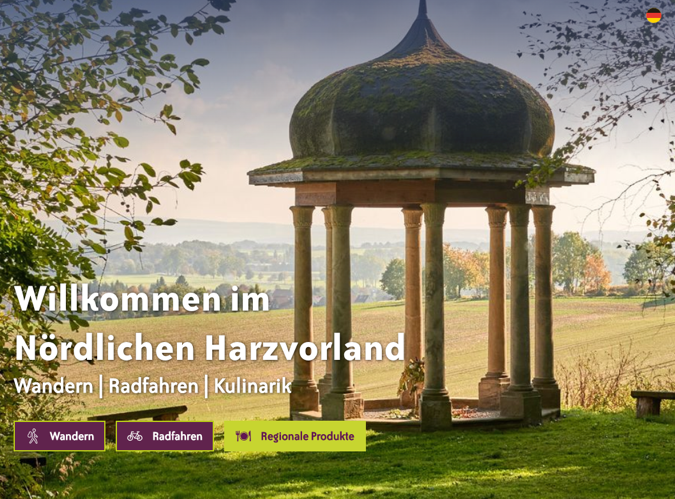 Willkommen im
Nördlichen Harzvorland
Wandern | Radfahren | Kulinarik
Wandern
Radfahren
Regionale Produkte